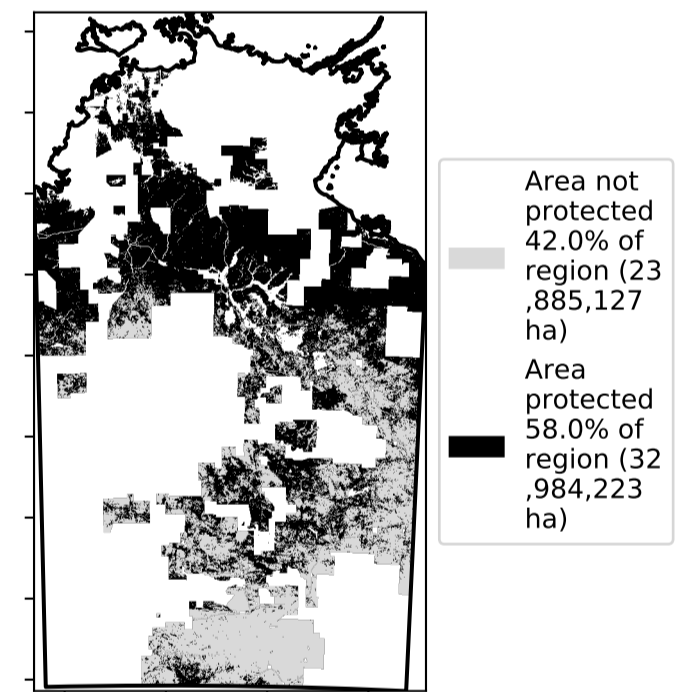 Area not
protected
42.0% of
region (23
,885,127
ha)
Area
protected
58.0% of
region (32
,984,223
ha)